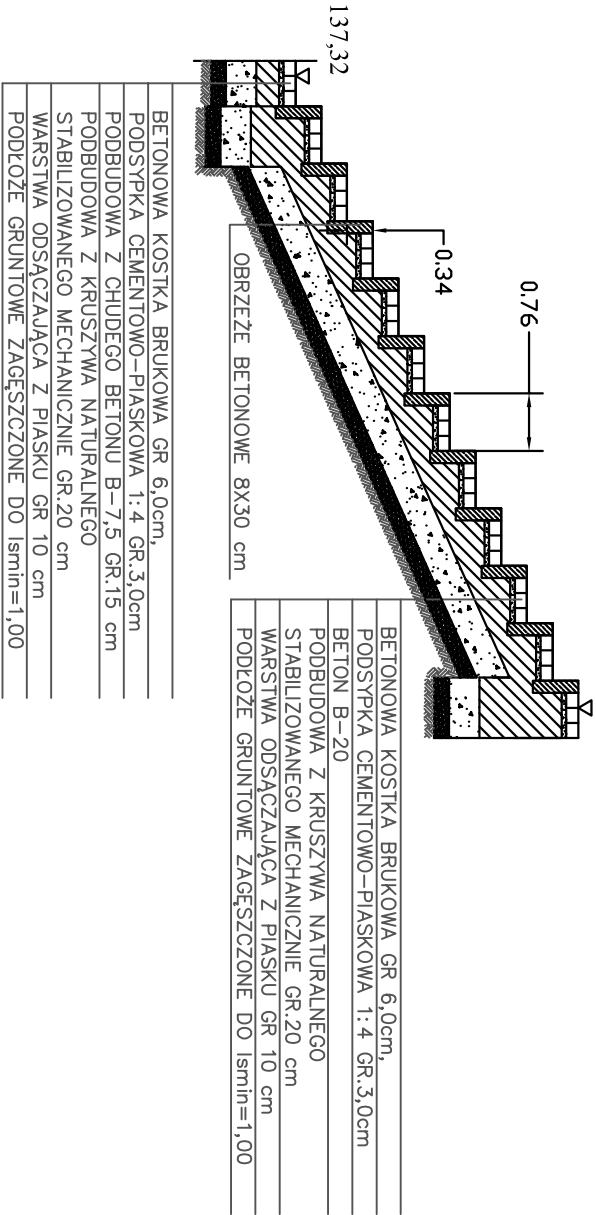 137,32
0.34
0.76
OBRZEŻE BETONOWE 8X30 cm
BETONOWA KOSTKA BRUKOWA GR 6,0cm,
PODSYPKA CEMENTOWO-PIASKOWA 1:4 GR.3,0cm
BETON B-20
PODBUDOWA Z KRUSZYWA NATURALNEGO
STABILIZOWANEGO MECHANICZNIE GR.20 cm
WARSTWA ODSĄCZAJĄCA Z PIASKU GR 10 cm
PODŁOŻE GRUNTOWE ZAGĘSZCZONE DO Ismin=1,00
BETONOWA KOSTKA BRUKOWA GR 6,0cm,
PODSYPKA CEMENTOWO-PIASKOWA 1:4 GR.3,0cm
PODBUDOWA Z CHUDEGO BETONU B-7,5 GR.15 cm
PODBUDOWA Z KRUSZYWA NATURALNEGO
STABILIZOWANEGO MECHANICZNIE GR.20 cm
WARSTWA ODSĄCZAJĄCA Z PIASKU GR 10 cm
PODŁOŻE GRUNTOWE ZAGĘSZCZONE DO Ismin=1,00